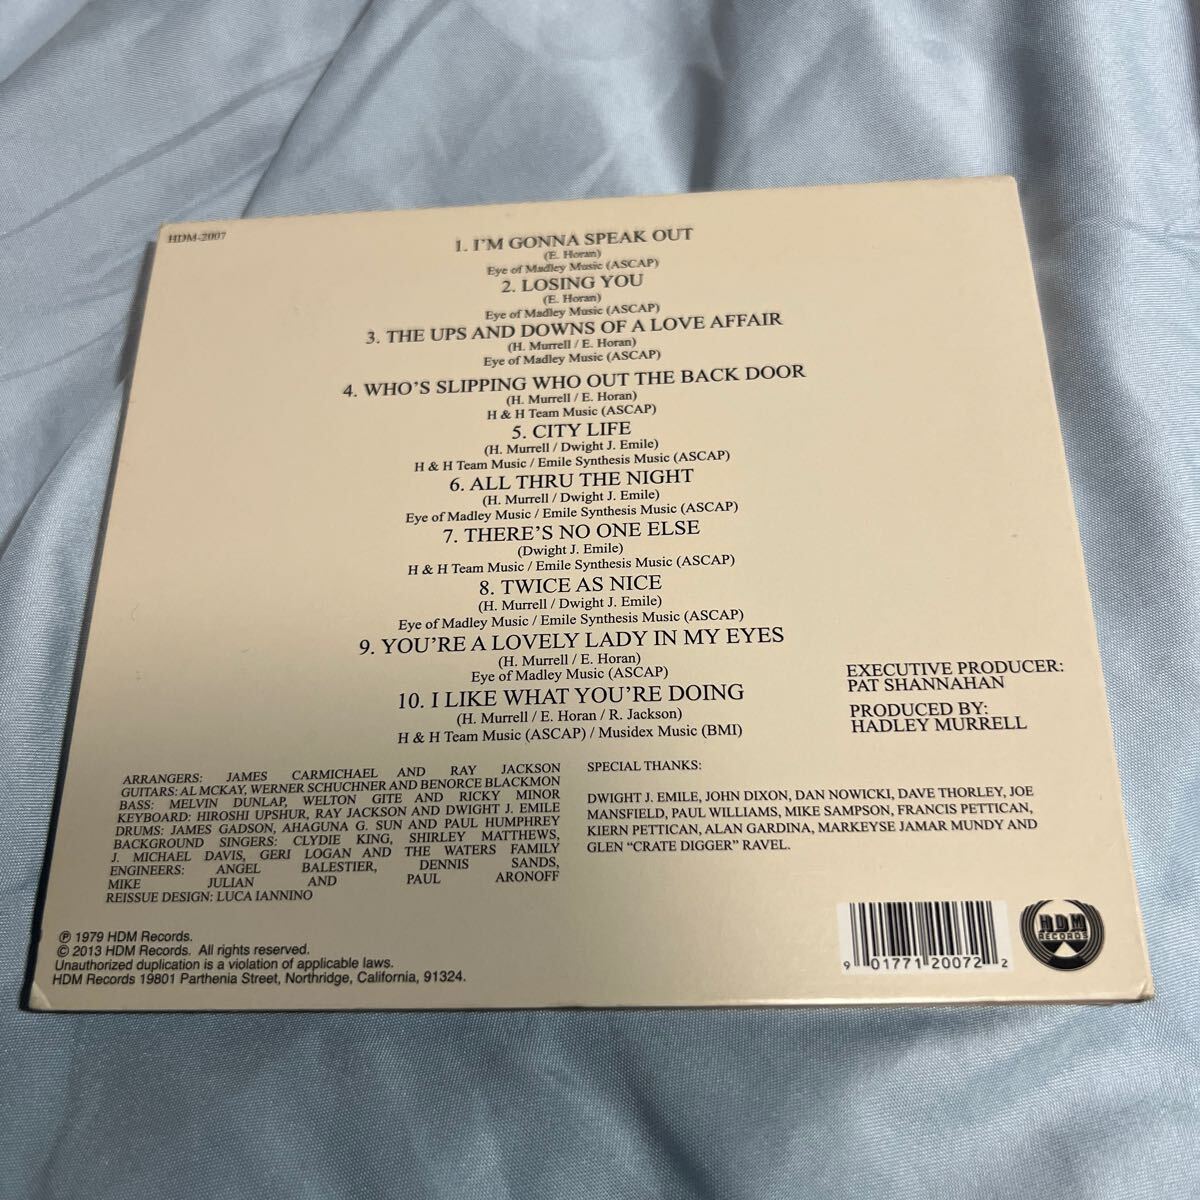 HDM-2007
1. I'M GONNA SPEAK OUT
(E. Horan)
Eye of Madley Music (ASCAP)
2. LOSING YOU
(E. Horan)
Eye of Madley Music (ASCAP)
3. THE UPS AND DOWNS OF A LOVE AFFAIR
(H. Murrell / E. Horan)
Eye of Madley Music (ASCAP)
4. WHO'S SLIPPING WHO OUT THE BACK DOOR
(H. Murrell / E. Horan)
H & H Team Music (ASCAP)
5. CITY LIFE
(H. Murrell / Dwight J. Emile)
H & H Team Music / Emile Synthesis Music (ASCAP)
6. ALL THRU THE NIGHT
(H. Murrell / Dwight J. Emile)
Eye of Madley Music / Emile Synthesis Music (ASCAP)
7. THERE'S NO ONE ELSE
(Dwight J. Emile)
H & H Team Music / Emile Synthesis Music (ASCAP)
8. TWICE AS NICE
(H. Murrell / Dwight J. Emile)
Eye of Madley Music / Emile Synthesis Music (ASCAP)
9. YOU'RE A LOVELY LADY IN MY EYES
(H. Murrell / E. Horan)
Eye of Madley Music (ASCAP)
10. I LIKE WHAT YOU'RE DOING
(H. Murrell / E. Horan / R. Jackson)
H & H Team Music (ASCAP) / Musidex Music (BMI)
EXECUTIVE PRODUCER:
PAT SHANNAHAN
PRODUCED BY:
HADLEY MURRELL
ARRANGERS: JAMES CARMICHAEL AND RAY JACKSON
GUITARS: AL MCKAY, WERNER SCHUCHNER AND BENORCE BLACKMON
BASS: MELVIN DUNLAP, WELTON GITE AND RICKY MINOR
KEYBOARD: HIROSHI UPSHUR, RAY JACKSON AND DWIGHT J. EMILE
DRUMS: JAMES GADSON, AHAGUNA G. SUN AND PAUL HUMPHREY
BACKGROUND SINGERS: CLYDIE KING, SHIRLEY MATTHEWS,
J. MICHAEL DAVIS, GERI LOGAN AND THE WATERS FAMILY
ENGINEERS: ANGEL BALESTIER, DENNIS SANDS,
MIKE JULIAN AND PAUL ARONOFF
REISSUE DESIGN: LUCA IANNINO
SPECIAL THANKS:
DWIGHT J. EMILE, JOHN DIXON, DAN NOWICKI, DAVE THORLEY, JOE
MANSFIELD, PAUL WILLIAMS, MIKE SAMPSON, FRANCIS PETTICAN,
KIERN PETTICAN, ALAN GARDINA, MARKEYSE JAMAR MUNDY AND
GLEN "CRATE DIGGER" RAVEL.
℗ 1979 HDM Records.
© 2013 HDM Records. All rights reserved.
Unauthorized duplication is a violation of applicable laws.
HDM Records 19801 Parthenia Street, Northridge, California, 91324.
9 01771 20072 2
HDM
RECORDS